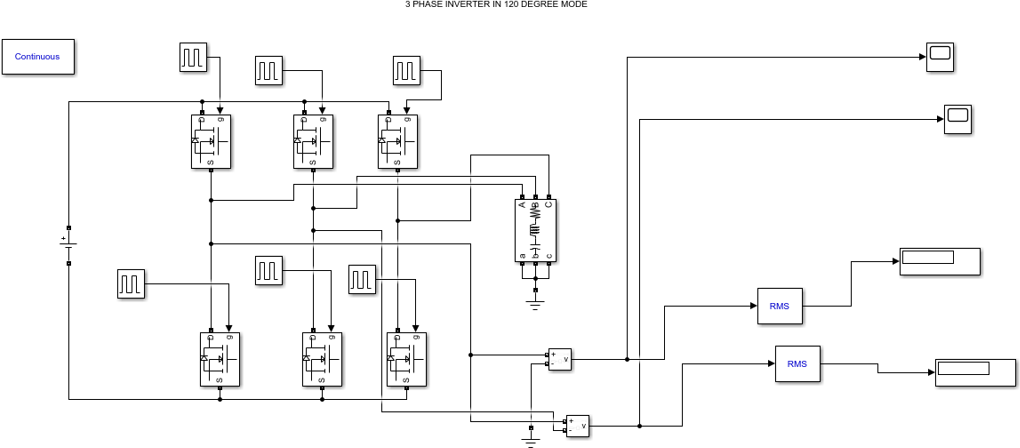 3 PHASE INVERTER IN 120 DEGREE MODE
Continuous
D g
D g
D g
S
S
S
A B C
+
a b c
D g
D g
D g
S
S
S
RMS
RMS
+
-
v
+
-
v